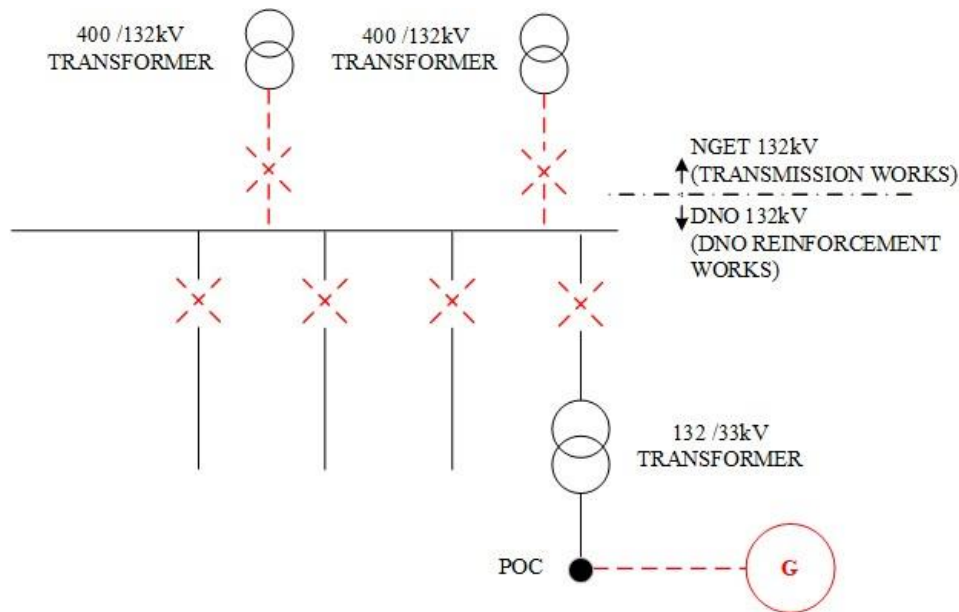 400 /132kV
TRANSFORMER
400 /132kV
TRANSFORMER
NGET 132kV
(TRANSMISSION WORKS)
DNO 132kV
(DNO REINFORCEMENT
WORKS)
132 /33kV
TRANSFORMER
POC
G